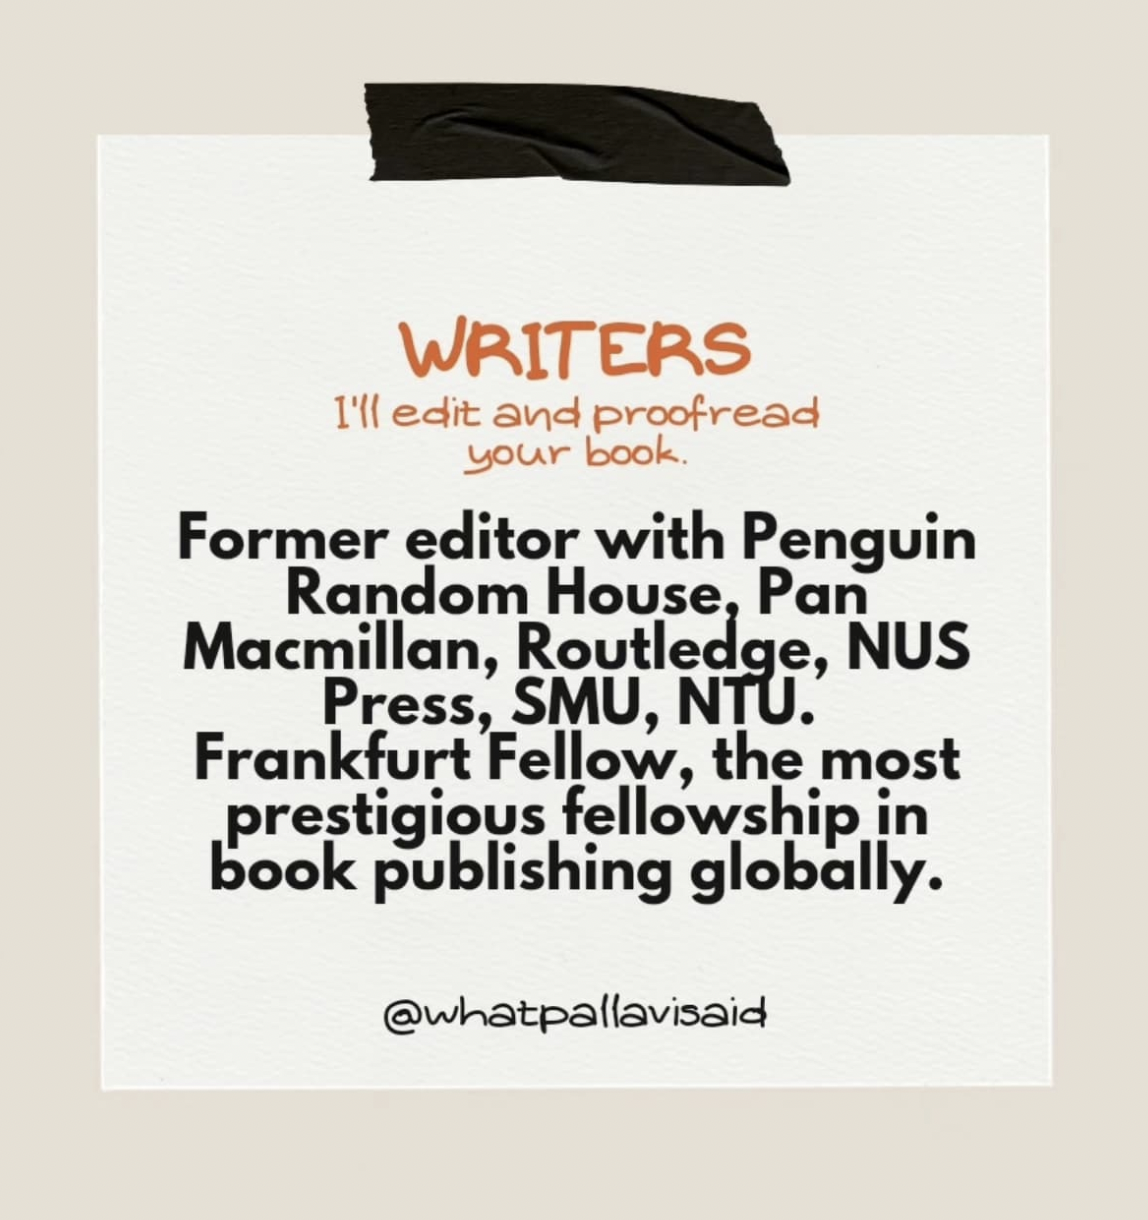 WRITERS
I'll edit and proofread
your book.
Former editor with Penguin
Random House, Pan
Macmillan, Routledge, NUS
Press, SMU, NTU.
Frankfurt Fellow, the most
prestigious fellowship in
book publishing globally.
@whatpallavisaid